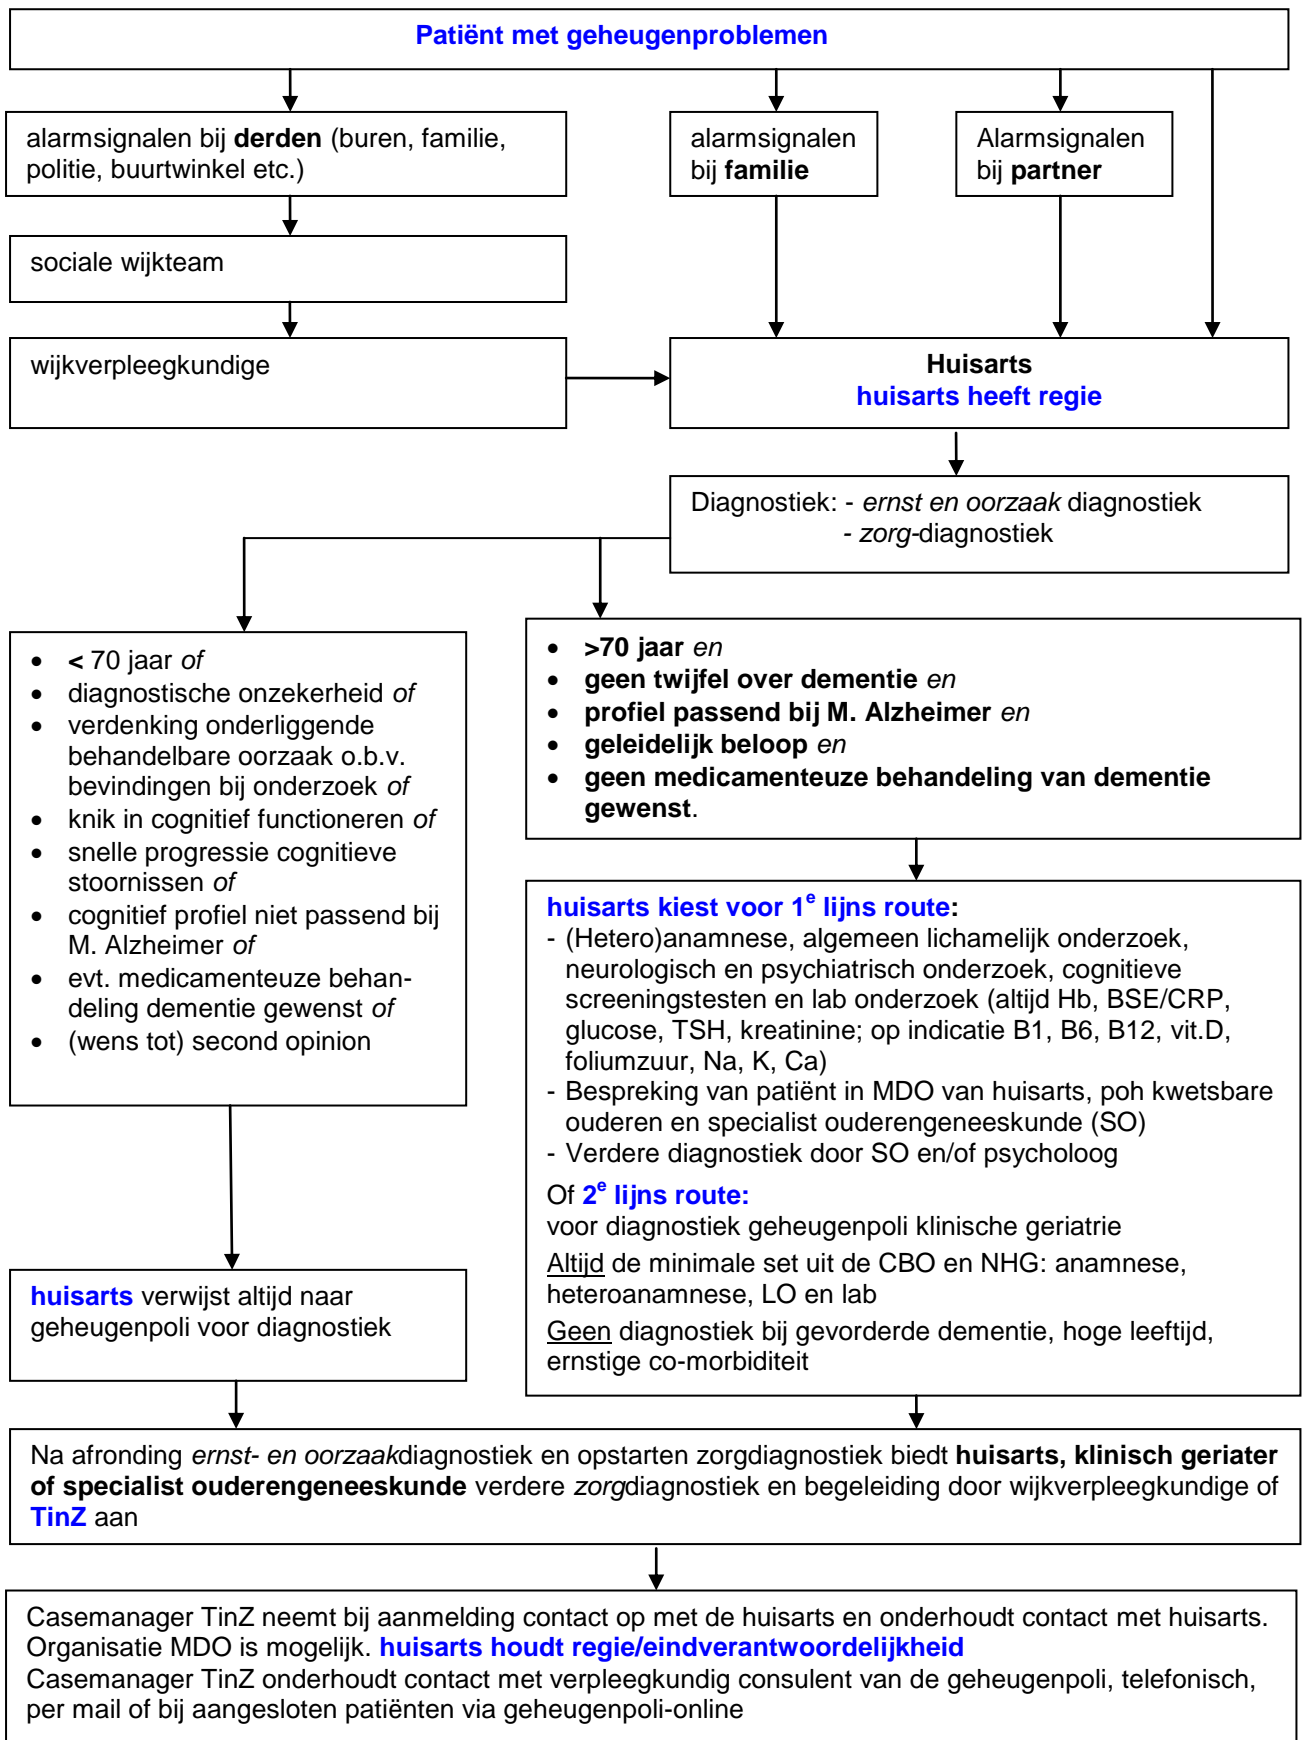 Patiënt met geheugenproblemen
alarmsignalen bij derden (buren, familie,
politie, buurtwinkel etc.)
alarmsignalen
bij familie
Alarmsignalen
bij partner
sociale wijkteam
wijkverpleegkundige
Huisarts
huisarts heeft regie
Diagnostiek: - ernst en oorzaak diagnostiek
- zorg-diagnostiek
• < 70 jaar of
• diagnostische onzekerheid of
• verdenking onderliggende
behandelbare oorzaak o.b.v.
bevindingen bij onderzoek of
• knik in cognitief functioneren of
• snelle progressie cognitieve
stoornissen of
• cognitief profiel niet passend bij
M. Alzheimer of
• evt. medicamenteuze behan-
deling dementie gewenst of
• (wens tot) second opinion
• >70 jaar en
• geen twijfel over dementie en
• profiel passend bij M. Alzheimer en
• geleidelijk beloop en
• geen medicamenteuze behandeling van dementie
gewenst.
huisarts kiest voor 1e lijns route:
- (Hetero)anamnese, algemeen lichamelijk onderzoek,
neurologisch en psychiatrisch onderzoek, cognitieve
screeningstesten en lab onderzoek (altijd Hb, BSE/CRP,
glucose, TSH, kreatinine; op indicatie B1, B6, B12, vit.D,
foliumzuur, Na, K, Ca)
- Bespreking van patiënt in MDO van huisarts, poh kwetsbare
ouderen en specialist ouderengeneeskunde (SO)
- Verdere diagnostiek door SO en/of psycholoog
Of 2e lijns route:
voor diagnostiek geheugenpoli klinische geriatrie
Altijd de minimale set uit de CBO en NHG: anamnese,
heteroanamnese, LO en lab
Geen diagnostiek bij gevorderde dementie, hoge leeftijd,
ernstige co-morbiditeit
huisarts verwijst altijd naar
geheugenpoli voor diagnostiek
Na afronding ernst- en oorzaakdiagnostiek en opstarten zorgdiagnostiek biedt huisarts, klinisch geriater
of specialist ouderengeneeskunde verdere zorgdiagnostiek en begeleiding door wijkverpleegkundige of
TinZ aan
Casemanager TinZ neemt bij aanmelding contact op met de huisarts en onderhoudt contact met huisarts.
Organisatie MDO is mogelijk. huisarts houdt regie/eindverantwoordelijkheid
Casemanager TinZ onderhoudt contact met verpleegkundig consulent van de geheugenpoli, telefonisch,
per mail of bij aangesloten patiënten via geheugenpoli-online